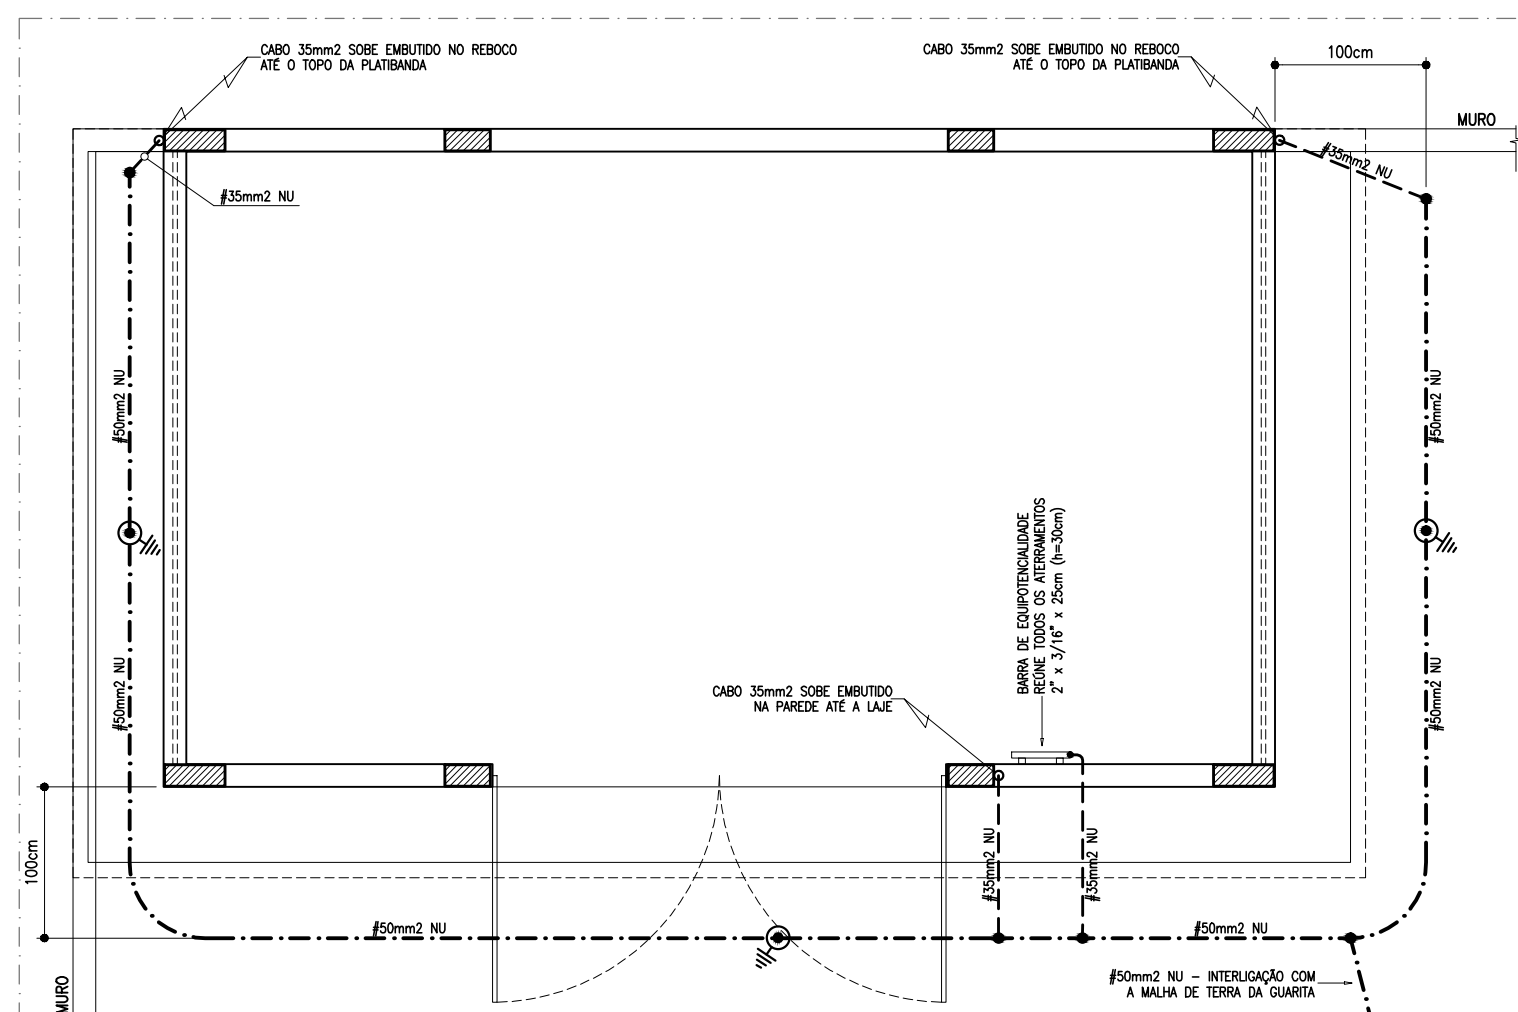 CABO 35mm2 SOBE EMBUTIDO NO REBOCO
ATÉ O TOPO DA PLATIBANDA
CABO 35mm2 SOBE EMBUTIDO NO REBOCO
ATÉ O TOPO DA PLATIBANDA
100cm
MURO
#35mm2 NU
#35mm2 NU
#50mm2 NU
#50mm2 NU
BARRA DE EQUIPOTENCIALIDADE
REÚNE TODOS OS ATERRAMENTOS
2" x 3/16" x 25cm (h=30cm)
#50mm2 NU
#50mm2 NU
CABO 35mm2 SOBE EMBUTIDO
NA PAREDE ATÉ A LAJE
100cm
#35mm2 NU
#35mm2 NU
#50mm2 NU
#50mm2 NU
MURO
#50mm2 NU - INTERLIGAÇÃO COM
A MALHA DE TERRA DA GUARITA